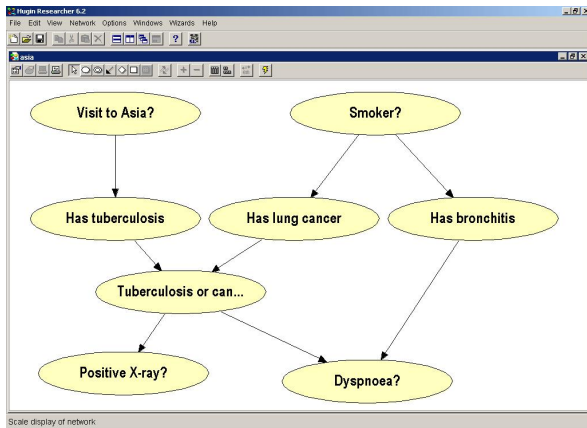 Hugin Researcher 6.2
File Edit View Network Options Windows Wizards Help
asia
Visit to Asia?
Smoker?
Has tuberculosis
Has lung cancer
Has bronchitis
Tuberculosis or can...
Positive X-ray?
Dyspnoea?
Scale display of network